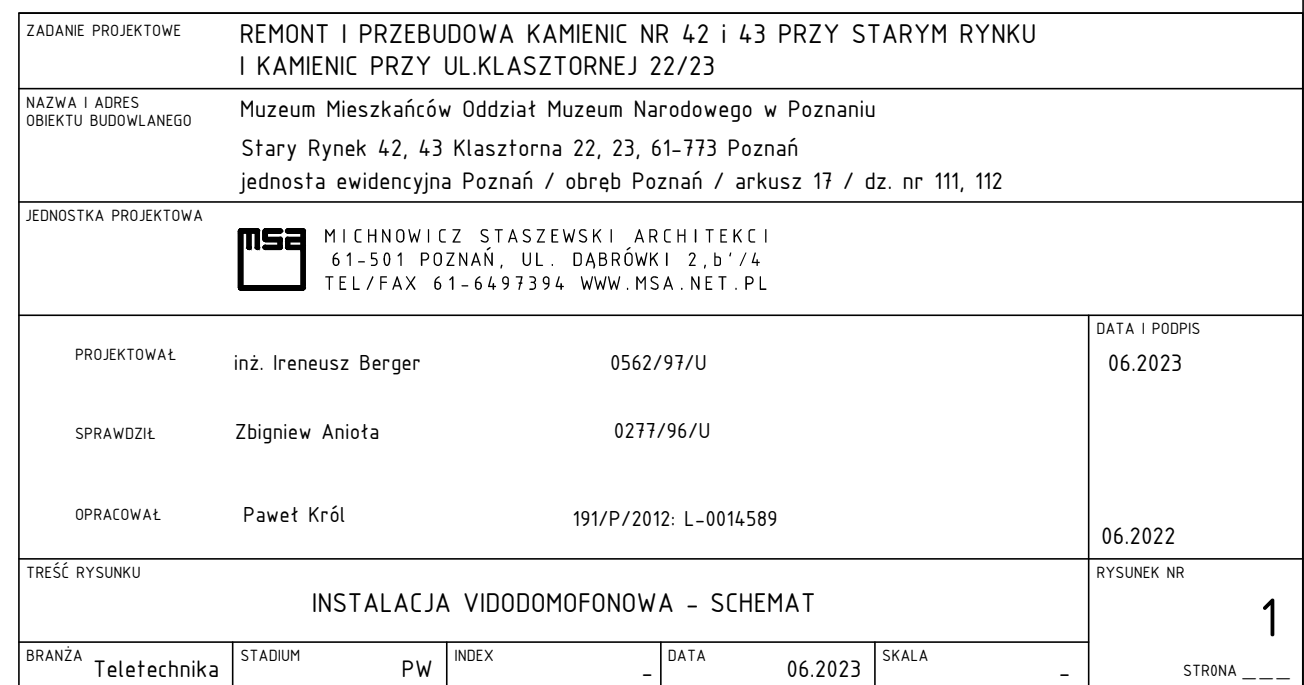 ZADANIE PROJEKTOWE
REMONT I PRZEBUDOWA KAMIENIC NR 42 i 43 PRZY STARYM RYNKU
I KAMIENIC PRZY UL.KLASZTORNEJ 22/23
NAZWA I ADRES
OBIEKTU BUDOWLANEGO
Muzeum Mieszkańców Oddział Muzeum Narodowego w Poznaniu
Stary Rynek 42, 43 Klasztorna 22, 23, 61-773 Poznań
jednosta ewidencyjna Poznań / obręb Poznań / arkusz 17 / dz. nr 111, 112
JEDNOSTKA PROJEKTOWA
msa
MICHNOWICZ STASZEWSKI ARCHITEKCI
61-501 POZNAŃ, UL. DĄBRÓWKI 2,b'/4
TEL/FAX 61-6497394 WWW.MSA.NET.PL
DATA I PODPIS
PROJEKTOWAŁ inż. Ireneusz Berger 0562/97/U 06.2023
SPRAWDZIŁ Zbigniew Anioła 0277/96/U
OPRACOWAŁ Paweł Król 191/P/2012: L-0014589 06.2022
TREŚĆ RYSUNKU
INSTALACJA VIDODOMOFONOWA - SCHEMAT
RYSUNEK NR
1
BRANŻA Teletechnika STADIUM PW INDEX - DATA 06.2023 SKALA - STRONA ___